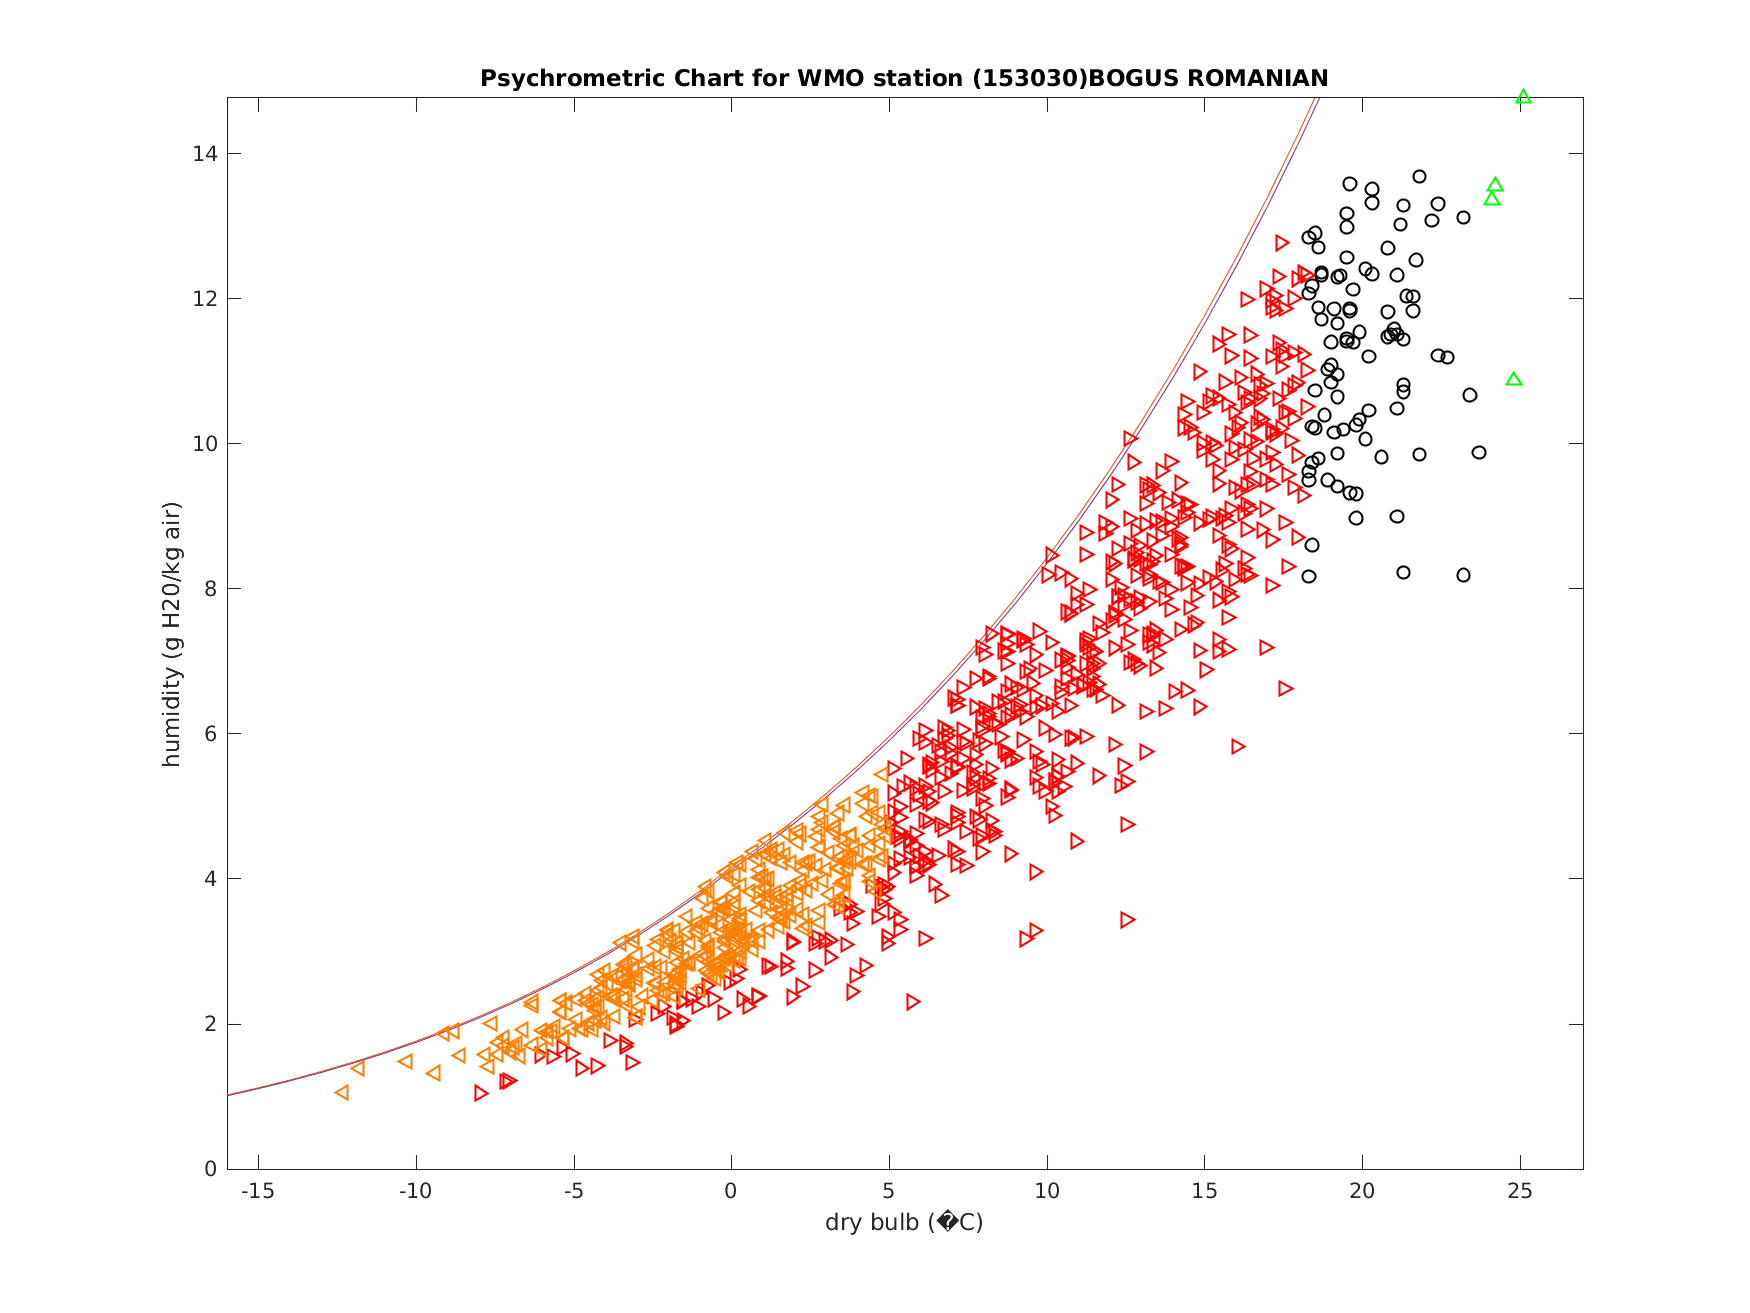 Psychrometric Chart for WMO station (153030)BOGUS ROMANIAN
14
12
10
8
6
4
2
0
humidity (g H20/kg air)
-15 -10 -5 0 5 10 15 20 25
dry bulb (�C)